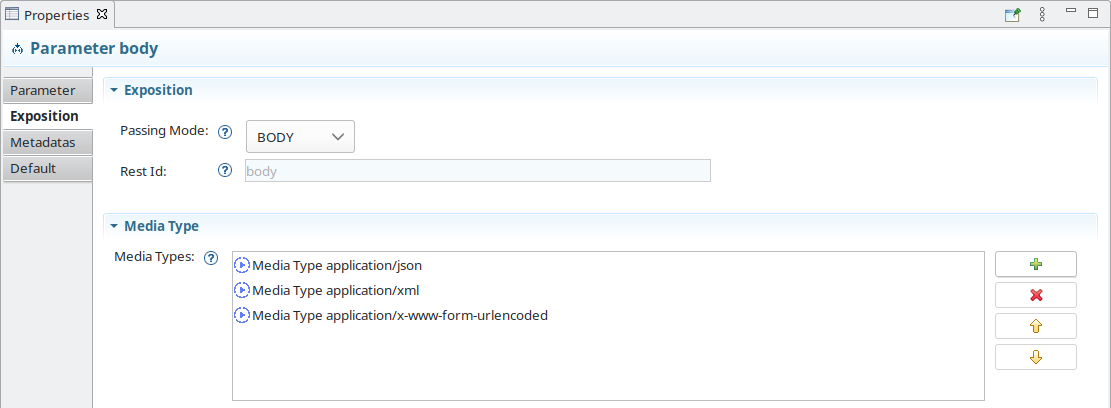 Properties
Parameter body
Parameter
Exposition
Metadatas
Default
Exposition
Passing Mode: BODY
Rest Id: body
Media Type
Media Types:
Media Type application/json
Media Type application/xml
Media Type application/x-www-form-urlencoded